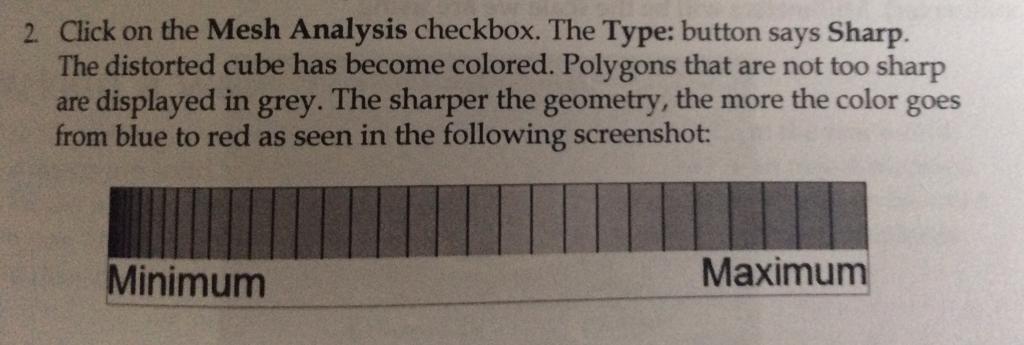 2. Click on the Mesh Analysis checkbox. The Type: button says Sharp.
The distorted cube has become colored. Polygons that are not too sharp
are displayed in grey. The sharper the geometry, the more the color goes
from blue to red as seen in the following screenshot:
Minimum Maximum